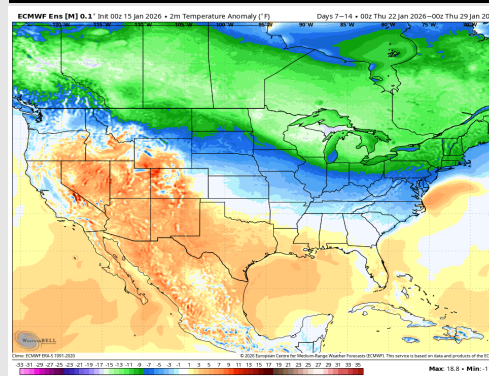 ECMWF Ens [M] 0.1° Init 00z 15 Jan 2026 • 2m Temperature Anomaly (°F) Days 7−14 • 00z Thu 22 Jan 2026−00z Thu 29 Jan 20
WeatherBELL
Climo: ECMWF ERA-5 1991-2020 © 2026 European Centre for Medium-Range Weather Forecasts (ECMWF). This service is based on data and products of the EC
-33 -31 -29 -27 -25 -23 -21 -19 -17 -15 -13 -11 -9 -7 -5 -3 -1 1 3 5 7 9 11 13 15 17 19 21 23 25 27 29 31 33 35
Max: 18.8 • Min: -1